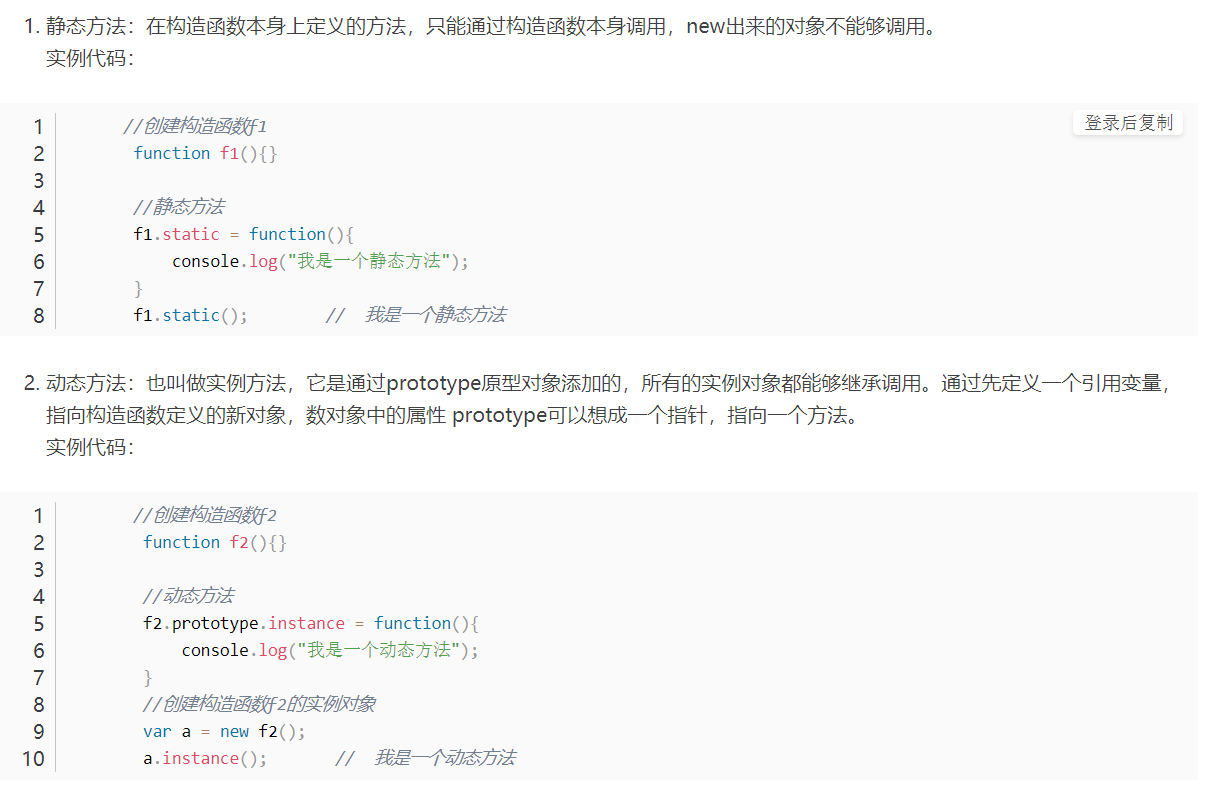 1. 静态方法：在构造函数本身上定义的方法，只能通过构造函数本身调用，new出来的对象不能够调用。
实例代码：
登录后复制
1 //创建构造函数f1
2 function f1(){}
3
4 //静态方法
5 f1.static = function(){
6 console.log("我是一个静态方法");
7 }
8 f1.static(); // 我是一个静态方法
2. 动态方法：也叫做实例方法，它是通过prototype原型对象添加的，所有的实例对象都能够继承调用。通过先定义一个引用变量，
指向构造函数定义的新对象，数对象中的属性 prototype可以想成一个指针，指向一个方法。
实例代码：
1 //创建构造函数f2
2 function f2(){}
3
4 //动态方法
5 f2.prototype.instance = function(){
6 console.log("我是一个动态方法");
7 }
8 //创建构造函数f2的实例对象
9 var a = new f2();
10 a.instance(); // 我是一个动态方法